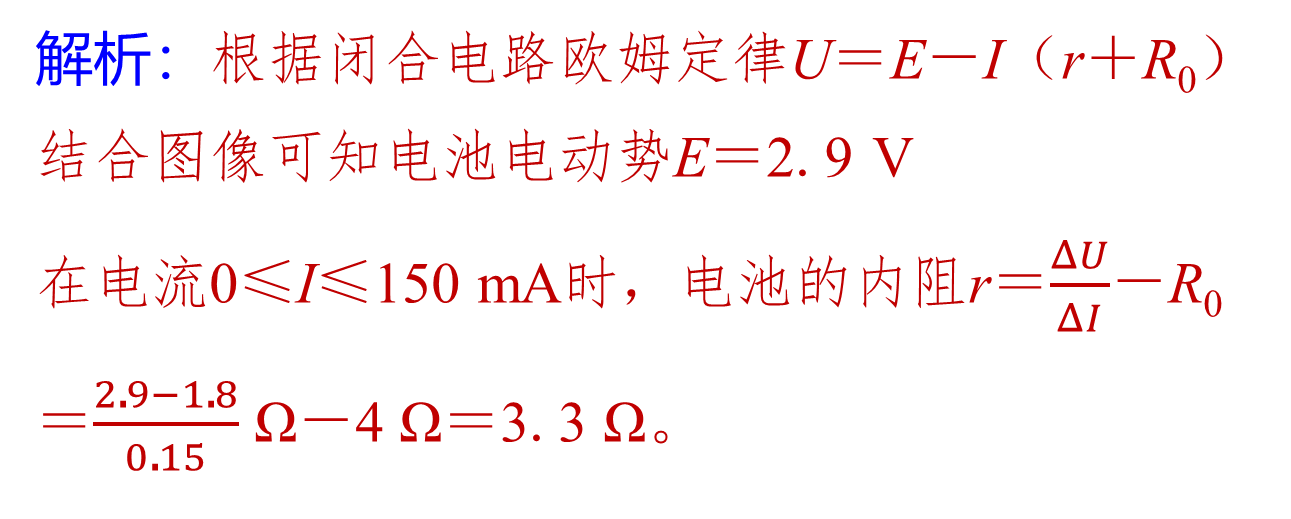 解析：根据闭合电路欧姆定律U＝E－I（r＋R₀）
结合图像可知电池电动势E＝2. 9 V
在电流0≤I≤150 mA时，电池的内阻r＝ΔU/ΔI－R₀
＝(2.9−1.8)/0.15 Ω－4 Ω＝3. 3 Ω。